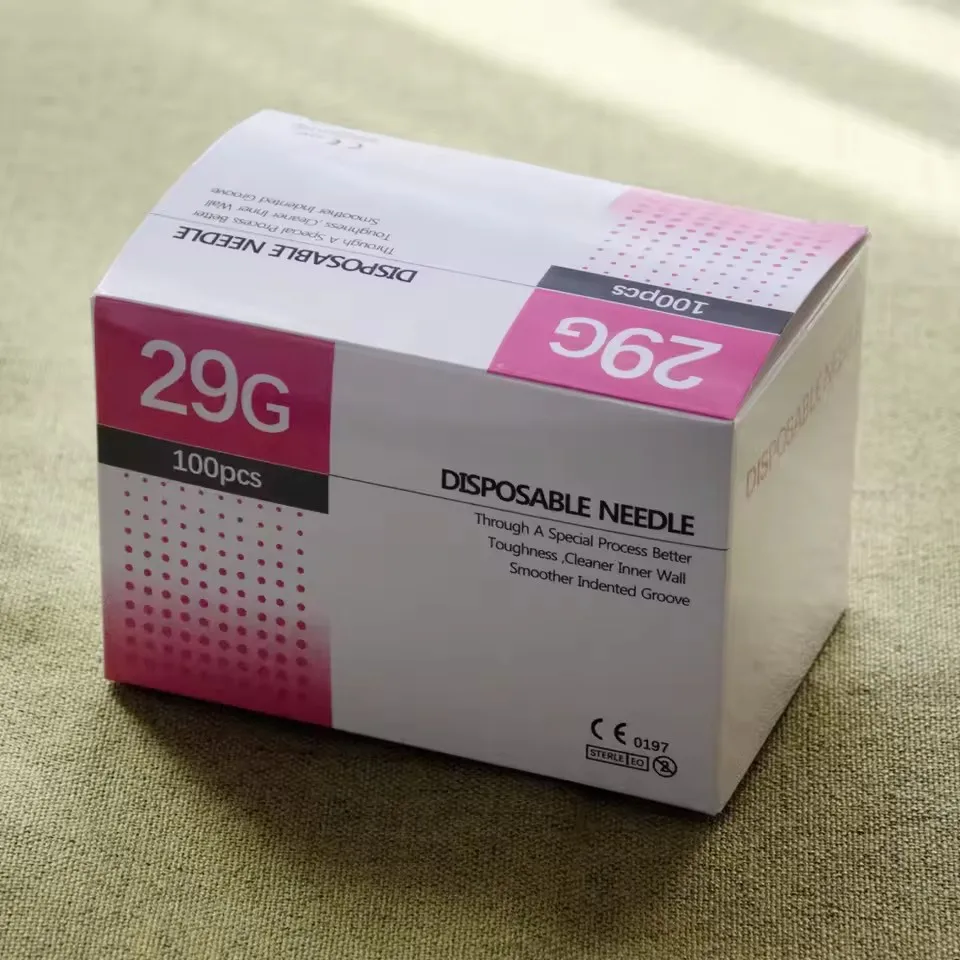 Smoother Indented Groove
Toughness ,Cleaner Inner Wall
Through A Special Process Better
DISPOSABLE NEEDLE
100pcs
29G
29G
100pcs
DISPOSABLE NEEDLE
Through A Special Process Better
Toughness ,Cleaner Inner Wall
Smoother Indented Groove
CE 0197
STERILE EO
2
DISPOSABLE